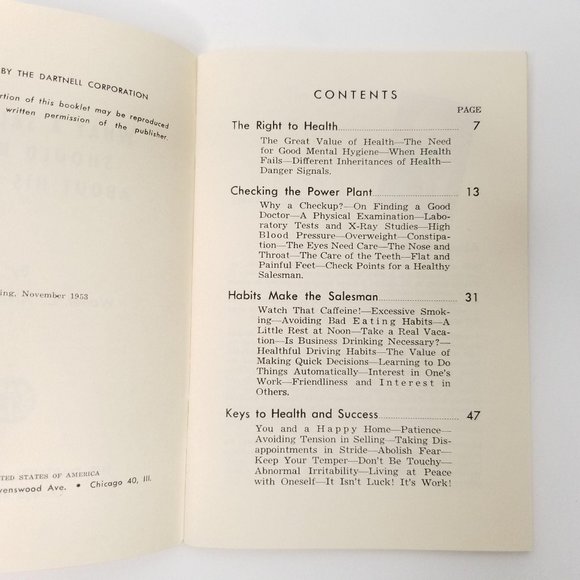 BY THE DARTNELL CORPORATION
of this booklet may be reproduced
written permission of the publisher
November 1953
STATES OF AMERICA
Ave. • Chicago 40, Ill.
CONTENTS
PAGE
The Right to Health 7
The Great Value of Health—The Need
for Good Mental Hygiene—When Health
Fails—Different Inheritances of Health—
Danger Signals.
Checking the Power Plant 13
Why a Checkup?—On Finding a Good
Doctor—A Physical Examination—Labo-
ratory Tests and X-Ray Studies—High
Blood Pressure—Overweight—Constipa-
tion—The Eyes Need Care—The Nose and
Throat—The Care of the Teeth—Flat and
Painful Feet—Check Points for a Healthy
Salesman.
Habits Make the Salesman 31
Watch That Caffeine!—Excessive Smok-
ing—Avoiding Bad Eating Habits—A
Little Rest at Noon—Take a Real Vaca-
tion—Is Business Drinking Necessary?—
Healthful Driving Habits—The Value of
Making Quick Decisions—Learning to Do
Things Automatically—Interest in One's
Work—Friendliness and Interest in
Others.
Keys to Health and Success 47
You and a Happy Home—Patience—
Avoiding Tension in Selling—Taking Dis-
appointments in Stride—Abolish Fear—
Keep Your Temper—Don't Be Touchy—
Abnormal Irritability—Living at Peace
with Oneself—It Isn't Luck! It's Work!